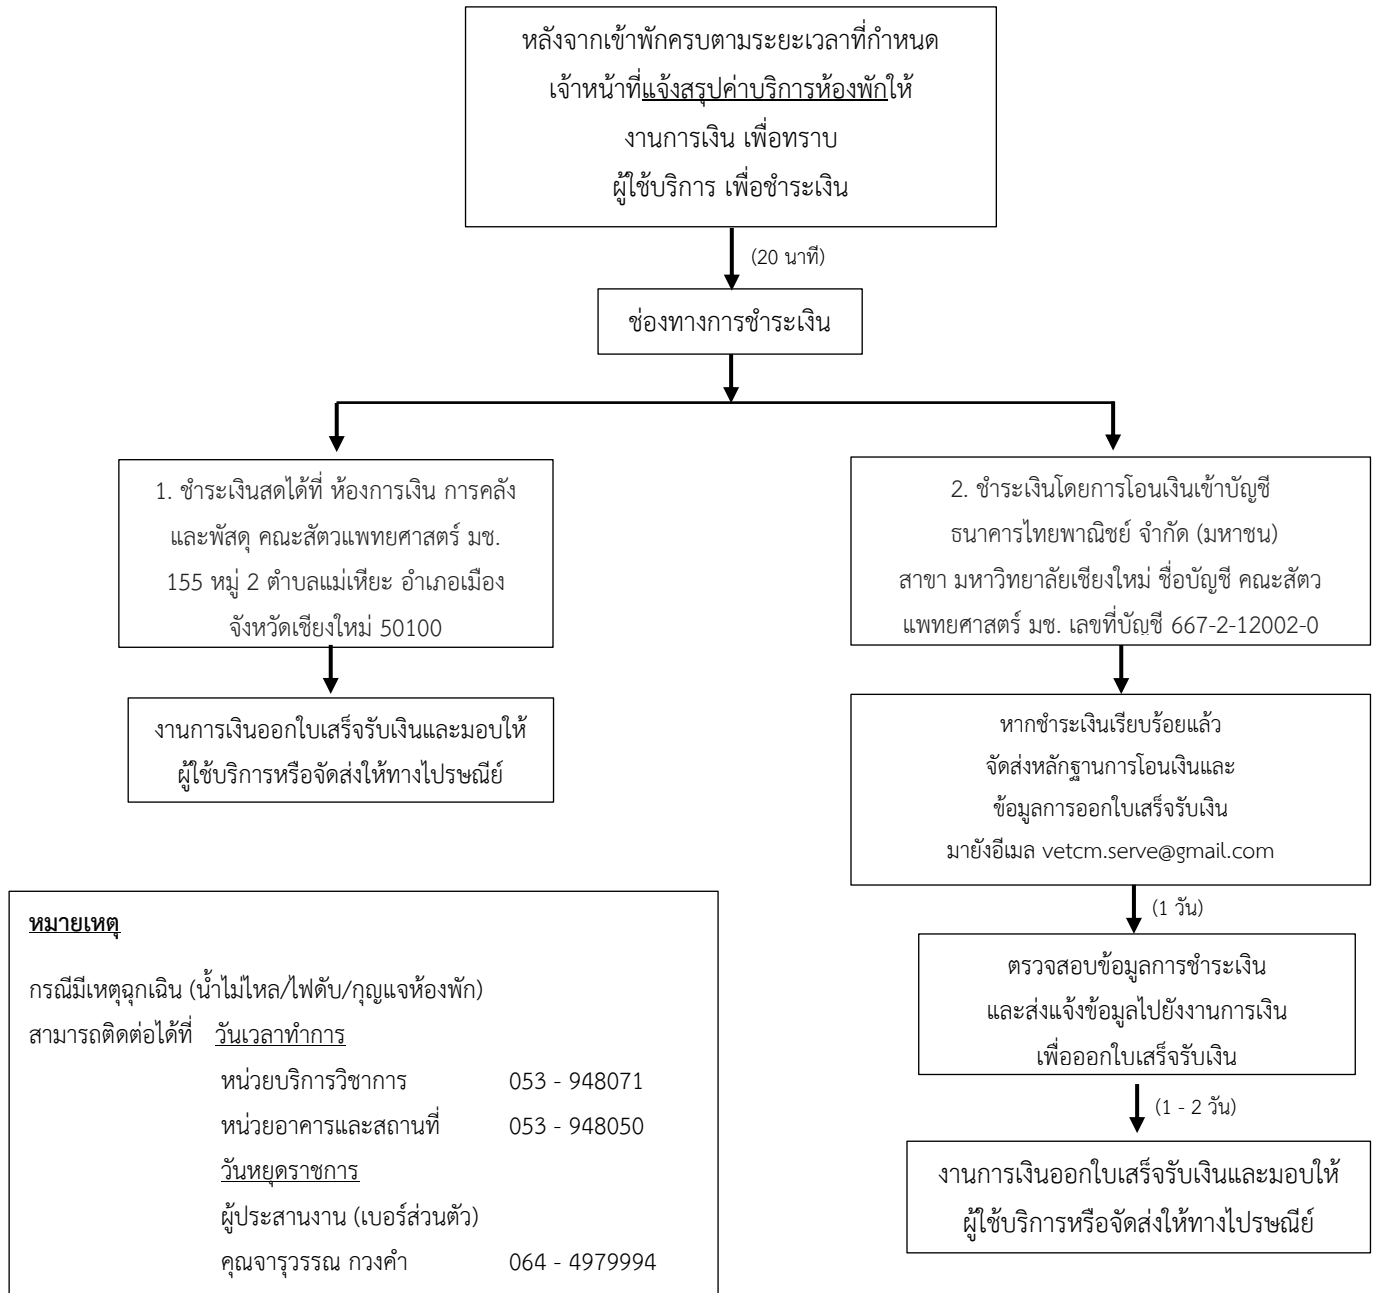 หลังจากเข้าพักครบตามระยะเวลาที่กำหนด
เจ้าหน้าที่แจ้งสรุปค่าบริการห้องพักให้
งานการเงิน เพื่อทราบ
ผู้ใช้บริการ เพื่อชำระเงิน
(20 นาที)
ช่องทางการชำระเงิน
1. ชำระเงินสดได้ที่ ห้องการเงิน การคลัง
และพัสดุ คณะสัตวแพทยศาสตร์ มช.
155 หมู่ 2 ตำบลแม่เหียะ อำเภอเมือง
จังหวัดเชียงใหม่ 50100
งานการเงินออกใบเสร็จรับเงินและมอบให้
ผู้ใช้บริการหรือจัดส่งให้ทางไปรษณีย์
2. ชำระเงินโดยการโอนเงินเข้าบัญชี
ธนาคารไทยพาณิชย์ จำกัด (มหาชน)
สาขา มหาวิทยาลัยเชียงใหม่ ชื่อบัญชี คณะสัตว
แพทยศาสตร์ มช. เลขที่บัญชี 667-2-12002-0
หากชำระเงินเรียบร้อยแล้ว
จัดส่งหลักฐานการโอนเงินและ
ข้อมูลการออกใบเสร็จรับเงิน
มายังอีเมล vetcm.serve@gmail.com
(1 วัน)
ตรวจสอบข้อมูลการชำระเงิน
และส่งแจ้งข้อมูลไปยังงานการเงิน
เพื่อออกใบเสร็จรับเงิน
(1 - 2 วัน)
งานการเงินออกใบเสร็จรับเงินและมอบให้
ผู้ใช้บริการหรือจัดส่งให้ทางไปรษณีย์
หมายเหตุ
กรณีมีเหตุฉุกเฉิน (น้ำไม่ไหล/ไฟดับ/กุญแจห้องพัก)
สามารถติดต่อได้ที่ วันเวลาทำการ
หน่วยบริการวิชาการ 053 - 948071
หน่วยอาคารและสถานที่ 053 - 948050
วันหยุดราชการ
ผู้ประสานงาน (เบอร์ส่วนตัว)
คุณจารุวรรณ กวงคำ 064 - 4979994